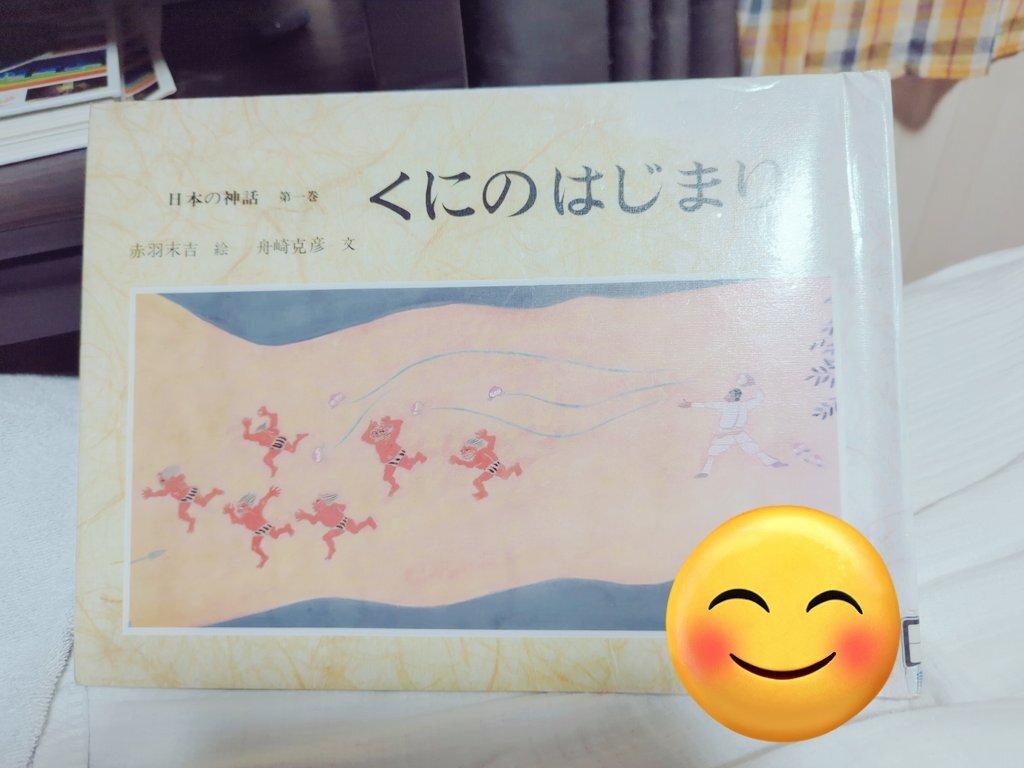 日本の神話 第一巻 くにのはじまり
赤羽末吉 絵 舟崎克彦 文